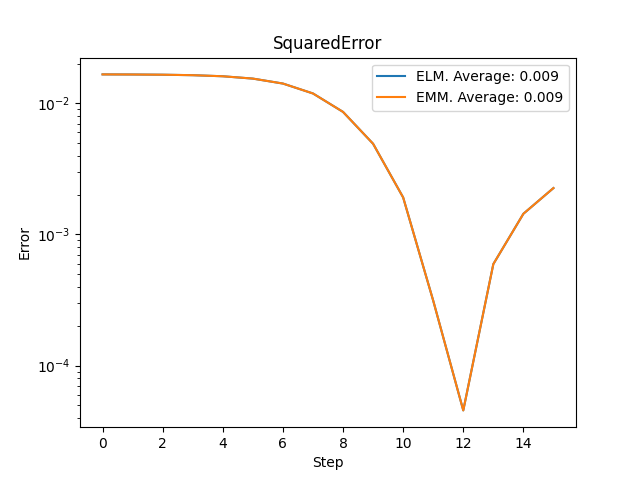 SquaredError
ELM. Average: 0.009
EMM. Average: 0.009
Error
10⁻²
10⁻³
10⁻⁴
0 2 4 6 8 10 12 14
Step